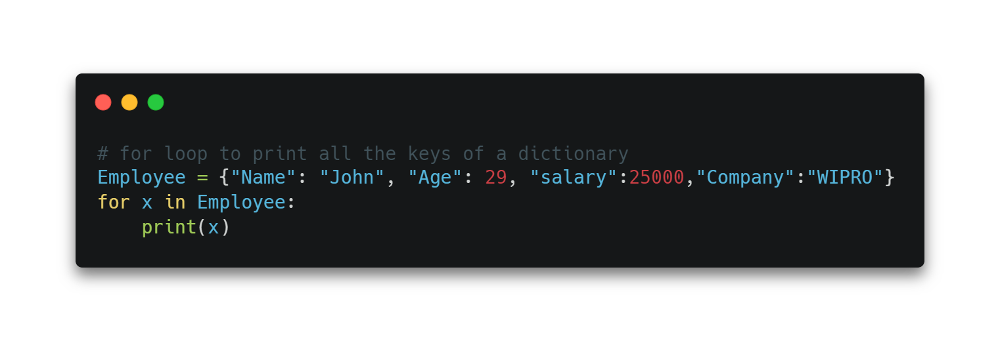 # for loop to print all the keys of a dictionary
Employee = {"Name": "John", "Age": 29, "salary":25000,"Company":"WIPRO"}
for x in Employee:
    print(x)